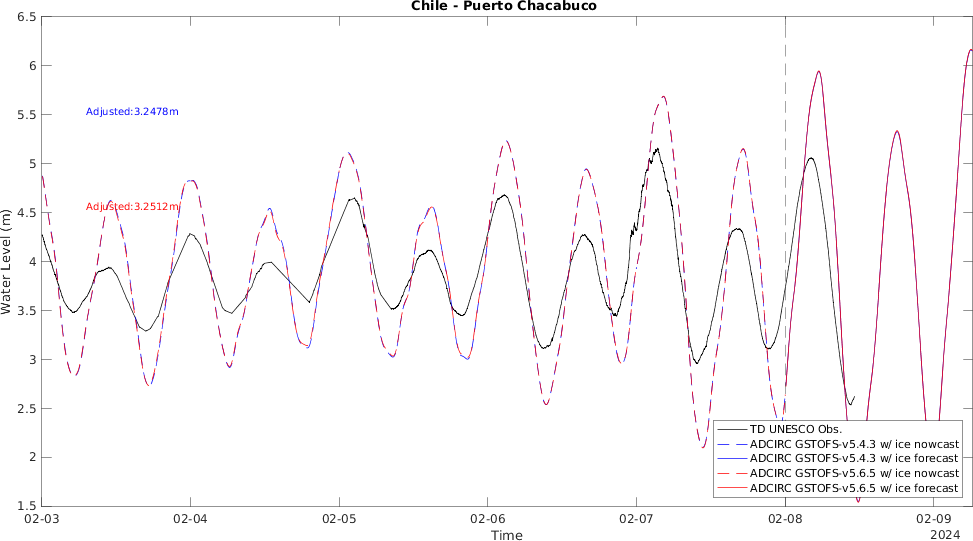 Chile - Puerto Chacabuco
6.5
6
5.5
5
4.5
4
3.5
3
2.5
2
1.5
Water Level (m)
Adjusted:3.2478m
Adjusted:3.2512m
TD UNESCO Obs.
ADCIRC GSTOFS-v5.4.3 w/ ice nowcast
ADCIRC GSTOFS-v5.4.3 w/ ice forecast
ADCIRC GSTOFS-v5.6.5 w/ ice nowcast
ADCIRC GSTOFS-v5.6.5 w/ ice forecast
02-03 02-04 02-05 02-06 02-07 02-08 02-09
Time
2024